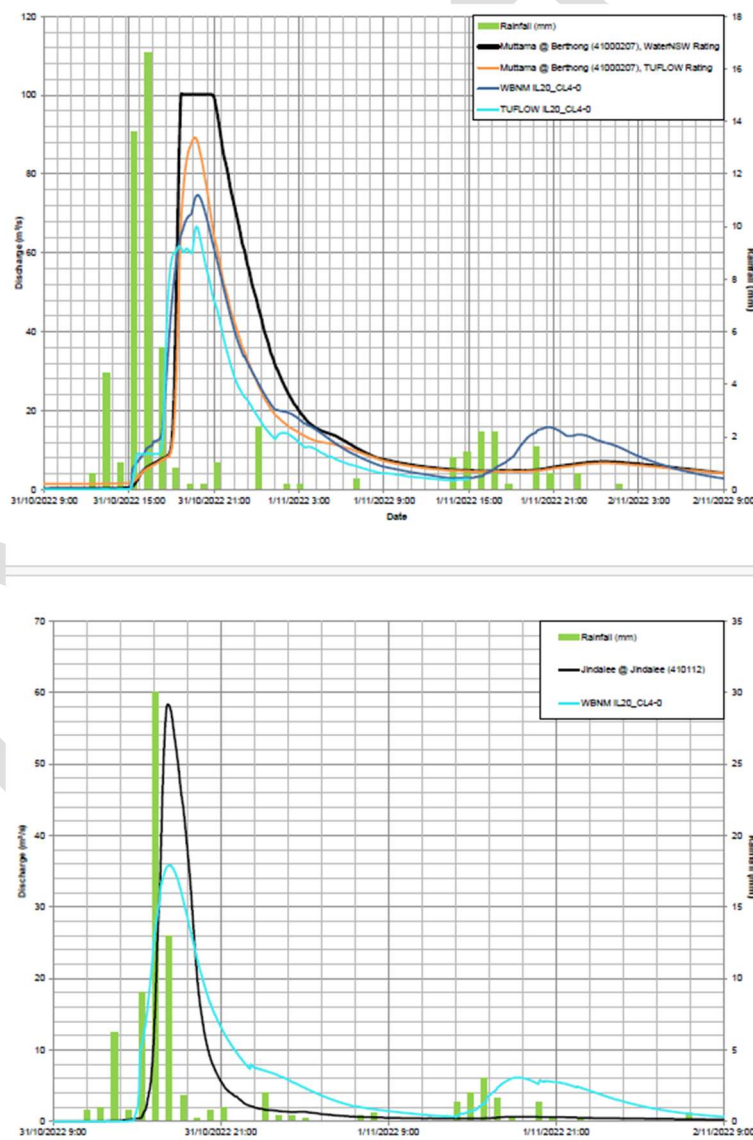 120
100
80
60
40
20
0
Discharge (m³/s)
18
16
14
12
10
8
6
4
2
0
Rainfall (mm)
Rainfall (mm)
Muttama @ Berthong (41000207), WaterNSW Rating
Muttama @ Berthong (41000207), TUFLOW Rating
WBNM IL20_CL4-0
TUFLOW IL20_CL4-0
31/10/2022 9:00 31/10/2022 15:00 31/10/2022 21:00 1/11/2022 3:00 1/11/2022 9:00 1/11/2022 15:00 1/11/2022 21:00 2/11/2022 3:00 2/11/2022 9:00
Date
70
60
50
40
30
20
10
0
Discharge (m³/s)
35
30
25
20
15
10
5
0
Rainfall (mm)
Rainfall (mm)
Jindalee @ Jindalee (410112)
WBNM IL20_CL4-0
31/10/2022 9:00 31/10/2022 21:00 1/11/2022 9:00 1/11/2022 21:00 2/11/2022 9:00